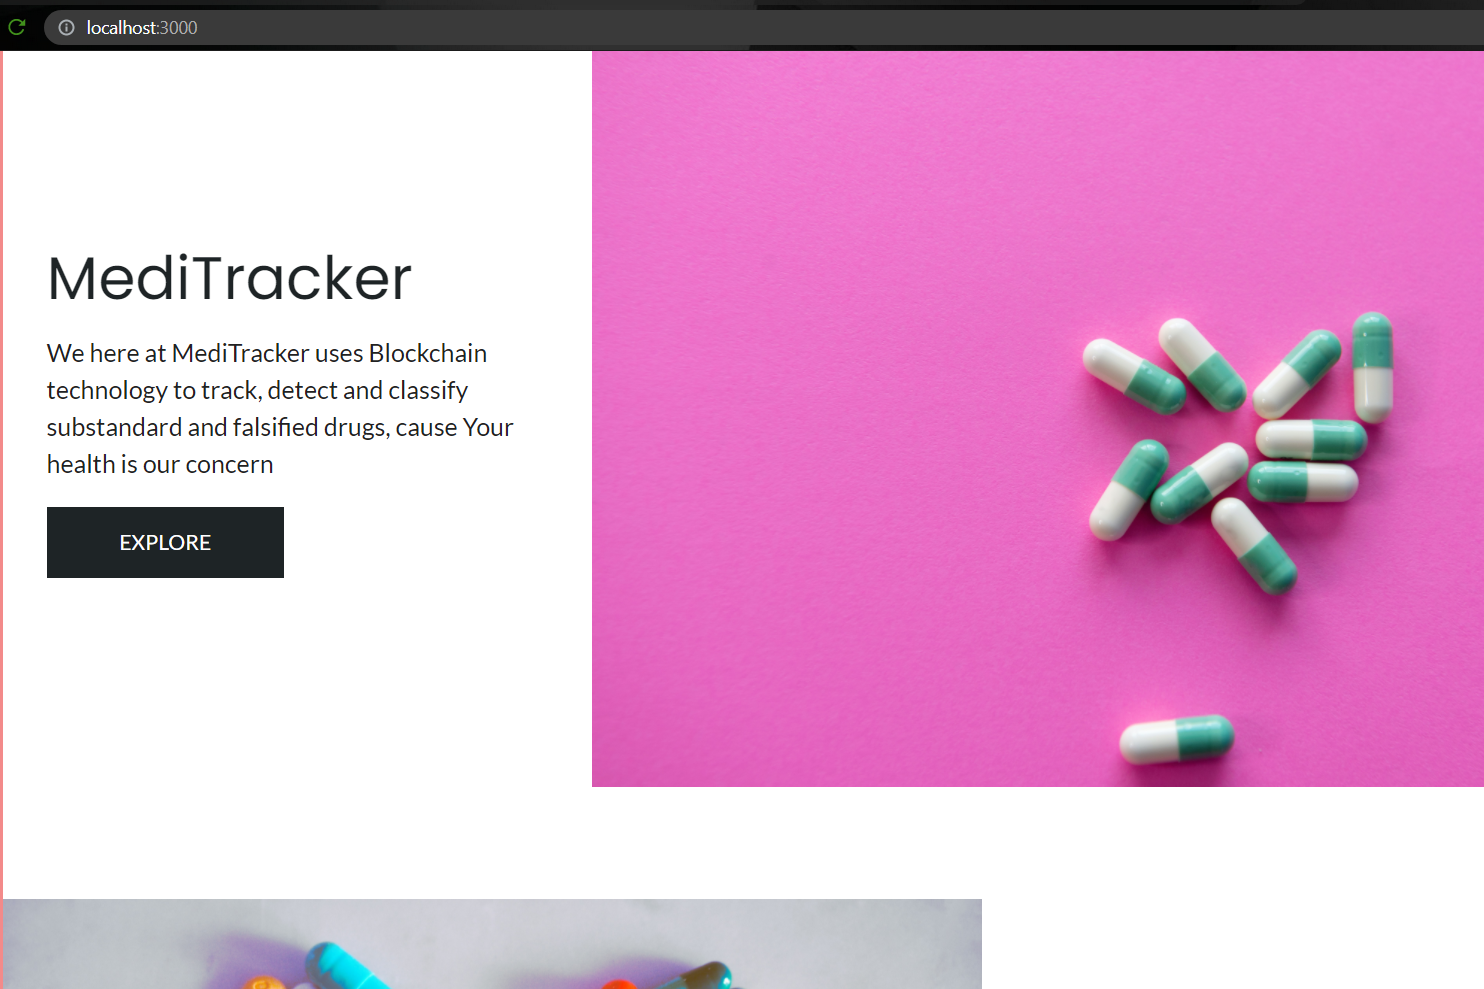 localhost:3000
MediTracker
We here at MediTracker uses Blockchain
technology to track, detect and classify
substandard and falsified drugs, cause Your
health is our concern
EXPLORE